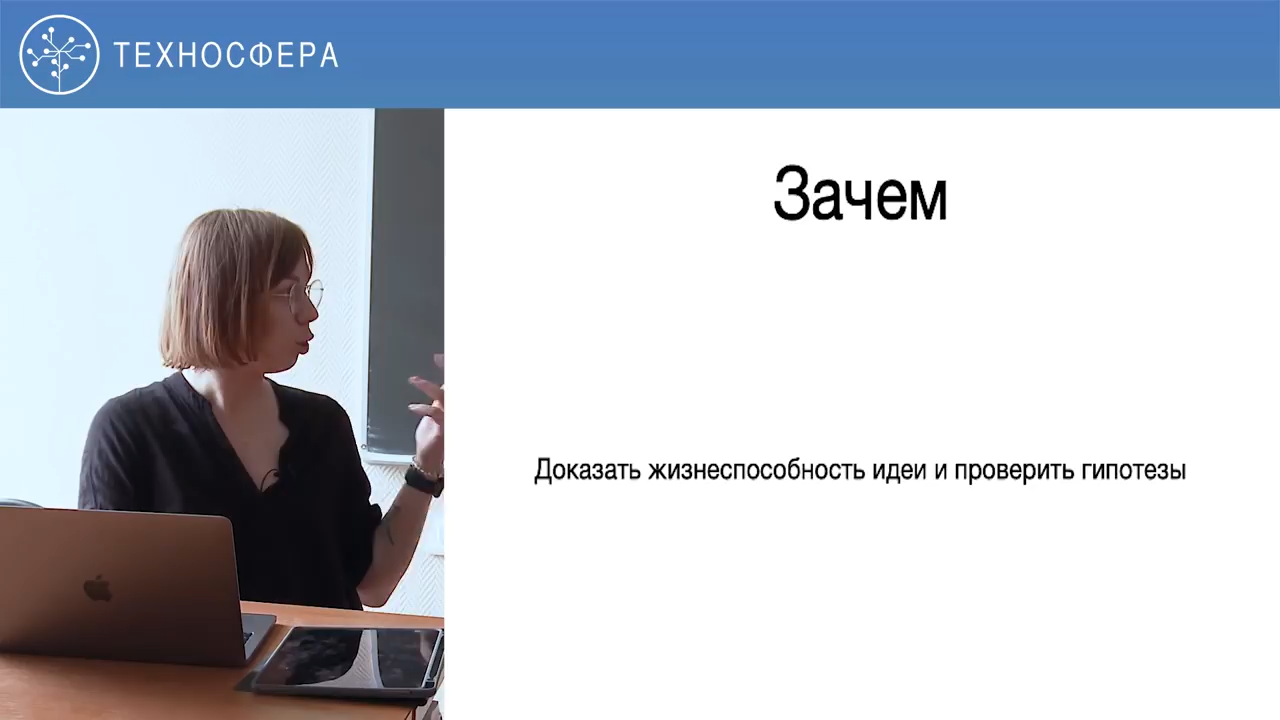 ТЕХНОСФЕРА
Зачем
Доказать жизнеспособность идеи и проверить гипотезы